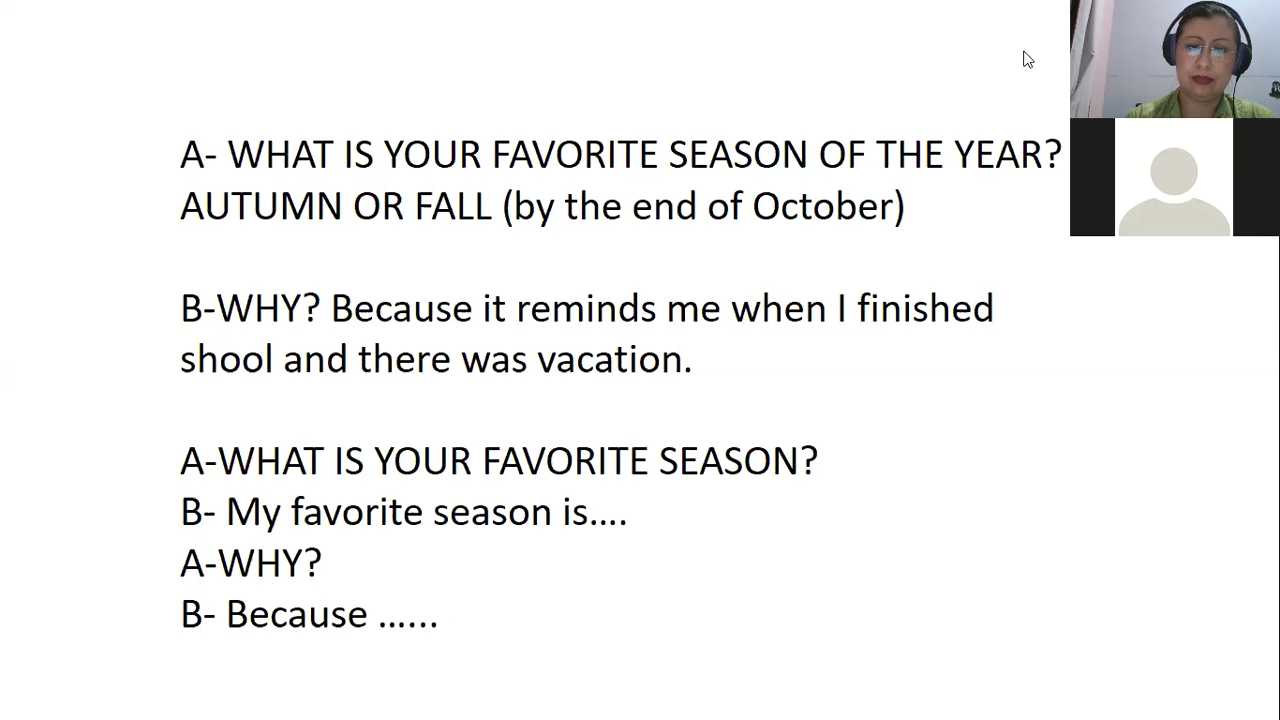 A- WHAT IS YOUR FAVORITE SEASON OF THE YEAR?
AUTUMN OR FALL (by the end of October)
B-WHY? Because it reminds me when I finished
shool and there was vacation.
A-WHAT IS YOUR FAVORITE SEASON?
B- My favorite season is....
A-WHY?
B- Because ......